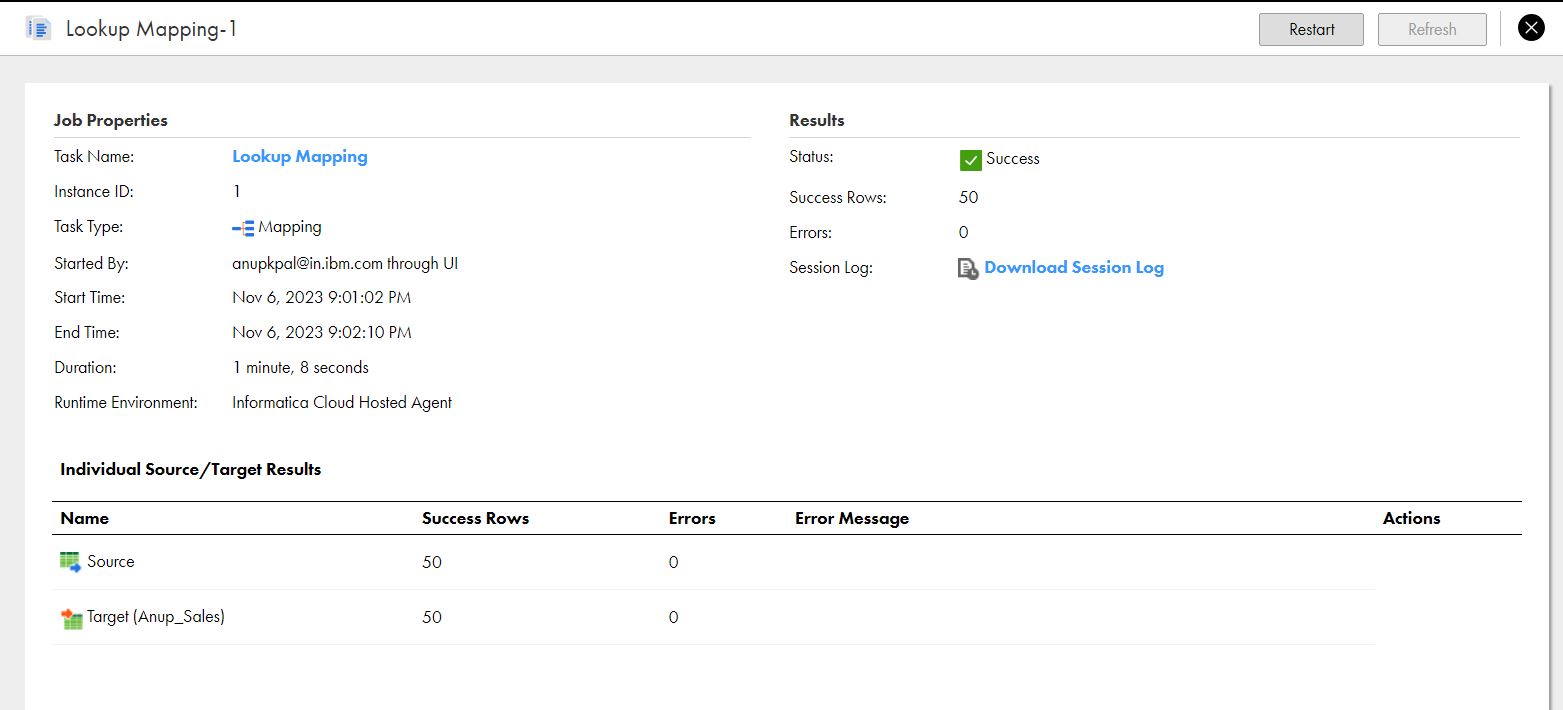 Lookup Mapping-1
Restart
Refresh
Job Properties
Task Name: Lookup Mapping
Instance ID: 1
Task Type: Mapping
Started By: anupkpal@in.ibm.com through UI
Start Time: Nov 6, 2023 9:01:02 PM
End Time: Nov 6, 2023 9:02:10 PM
Duration: 1 minute, 8 seconds
Runtime Environment: Informatica Cloud Hosted Agent
Results
Status: Success
Success Rows: 50
Errors: 0
Session Log: Download Session Log
Individual Source/Target Results
Name Success Rows Errors Error Message Actions
Source 50 0
Target (Anup_Sales) 50 0